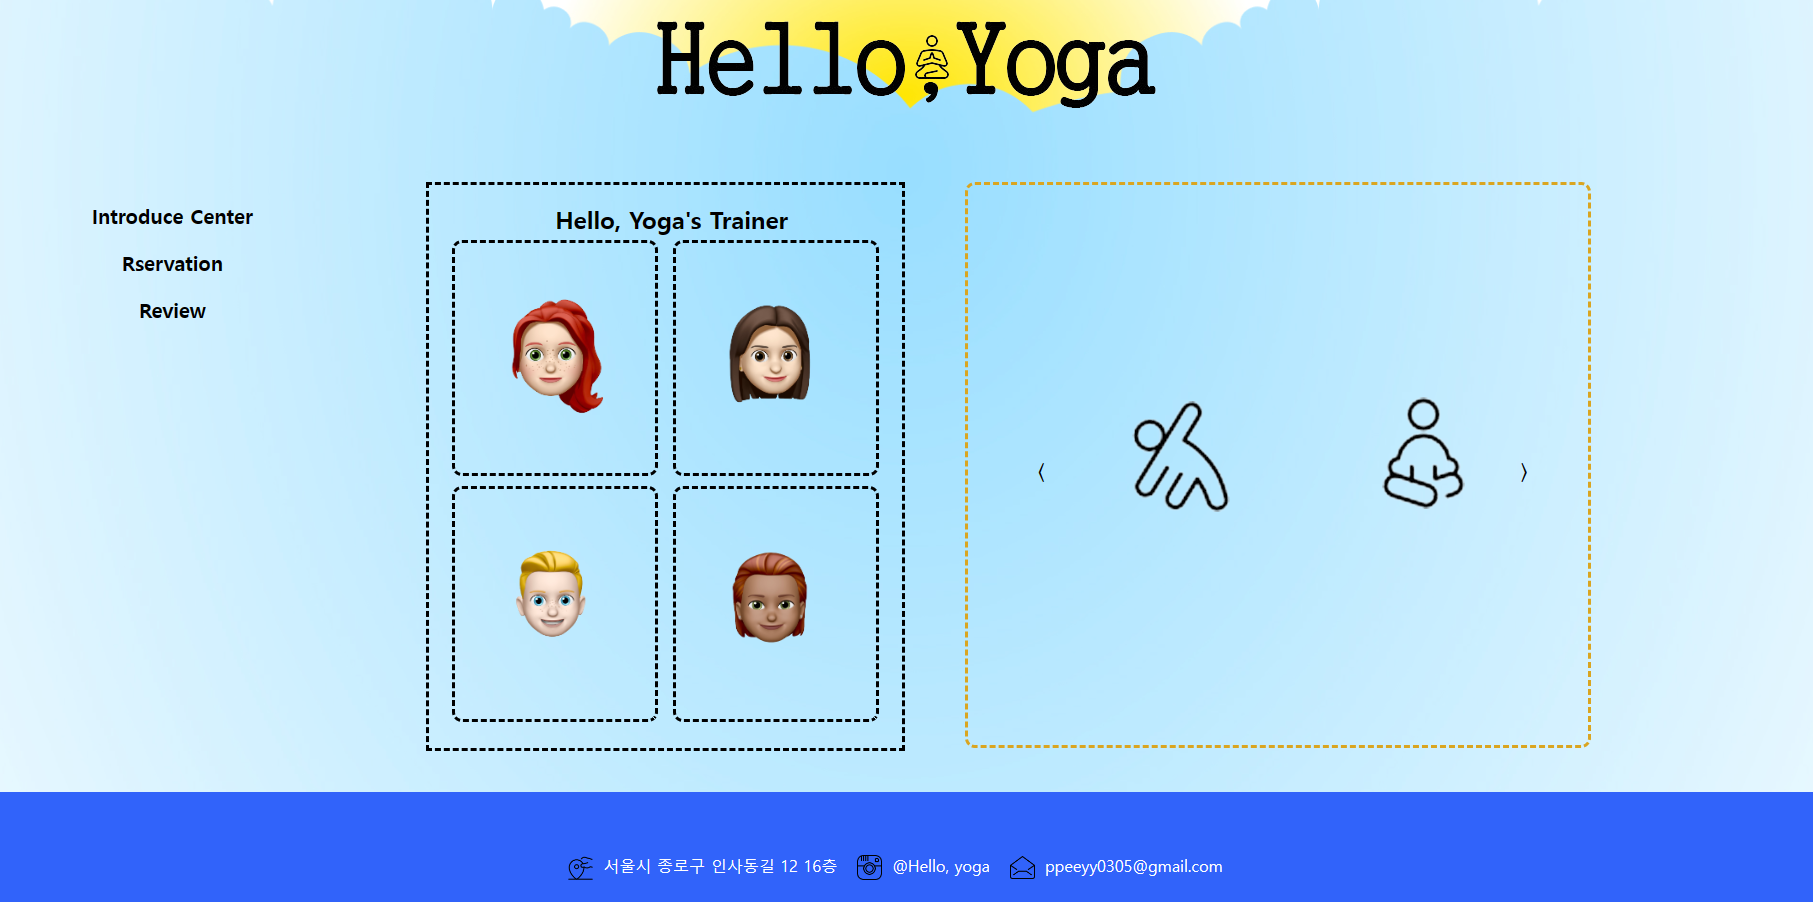 Hello, Yoga
Introduce Center
Rservation
Review
Hello, Yoga's Trainer
〈
〉
서울시 종로구 인사동길 12 16층
@Hello, yoga
ppeeyy0305@gmail.com